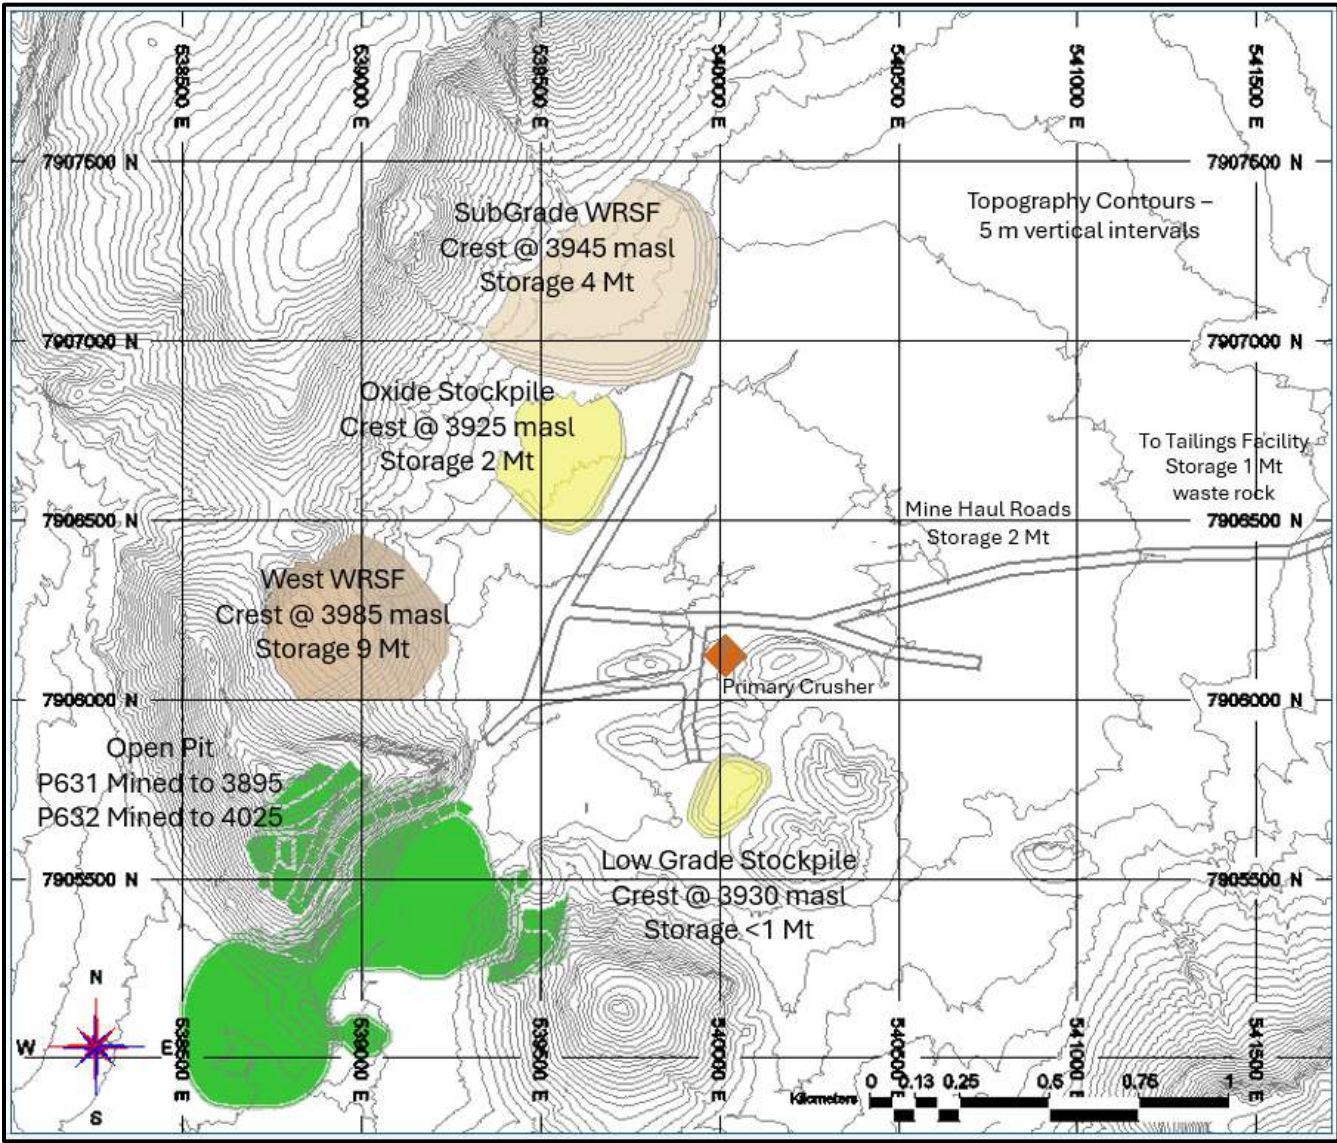 538500 E
539000 E
539500 E
540000 E
540500 E
541000 E
541500 E
7907500 N
7907500 N
SubGrade WRSF
Crest @ 3945 masl
Storage 4 Mt
Topography Contours –
5 m vertical intervals
7907000 N
7907000 N
Oxide Stockpile
Crest @ 3925 masl
Storage 2 Mt
To Tailings Facility
Storage 1 Mt
waste rock
7906500 N
Mine Haul Roads
Storage 2 Mt
7906500 N
West WRSF
Crest @ 3985 masl
Storage 9 Mt
7906000 N
Primary Crusher
7906000 N
Open Pit
P631 Mined to 3895
P632 Mined to 4025
7905500 N
Low Grade Stockpile
Crest @ 3930 masl
Storage <1 Mt
7905500 N
N
W
E
S
538500 E
539000 E
539500 E
540000 E
540500 E
541000 E
541500 E
Kilometers
0 0.13 0.25 0.5 0.75 1